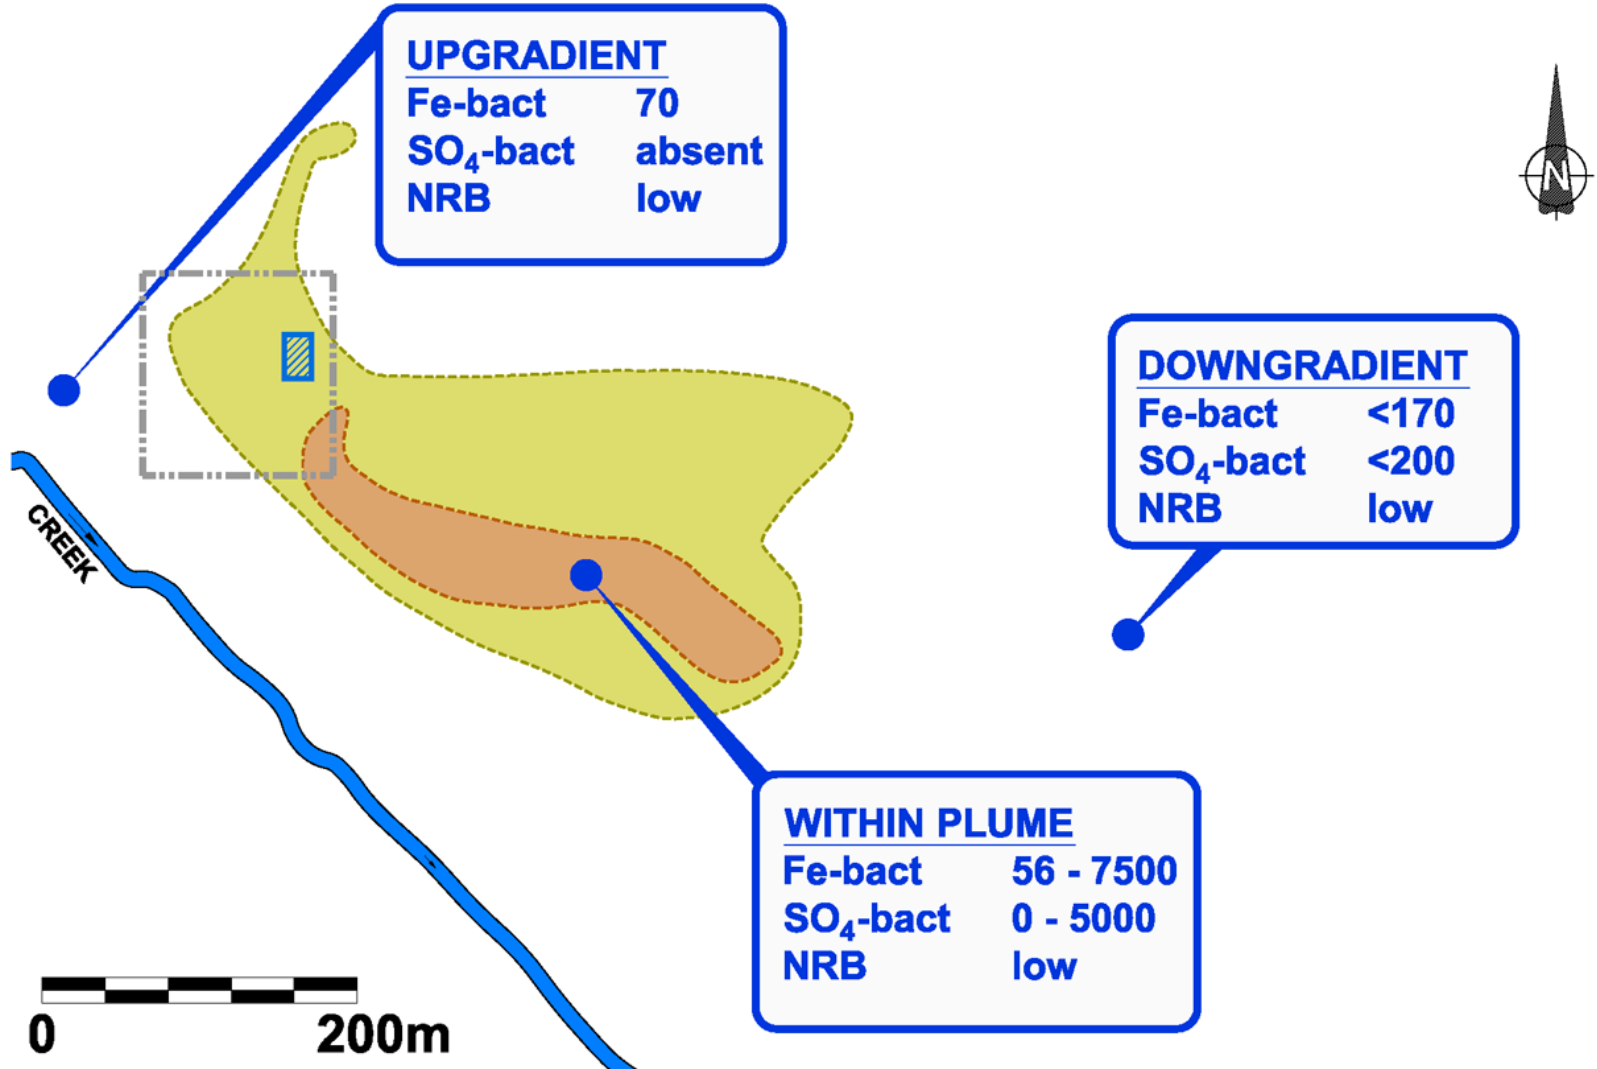 UPGRADIENT
Fe-bact 70
SO₄-bact absent
NRB low
N
DOWNGRADIENT
Fe-bact <170
SO₄-bact <200
NRB low
CREEK
WITHIN PLUME
Fe-bact 56 - 7500
SO₄-bact 0 - 5000
NRB low
0 200m